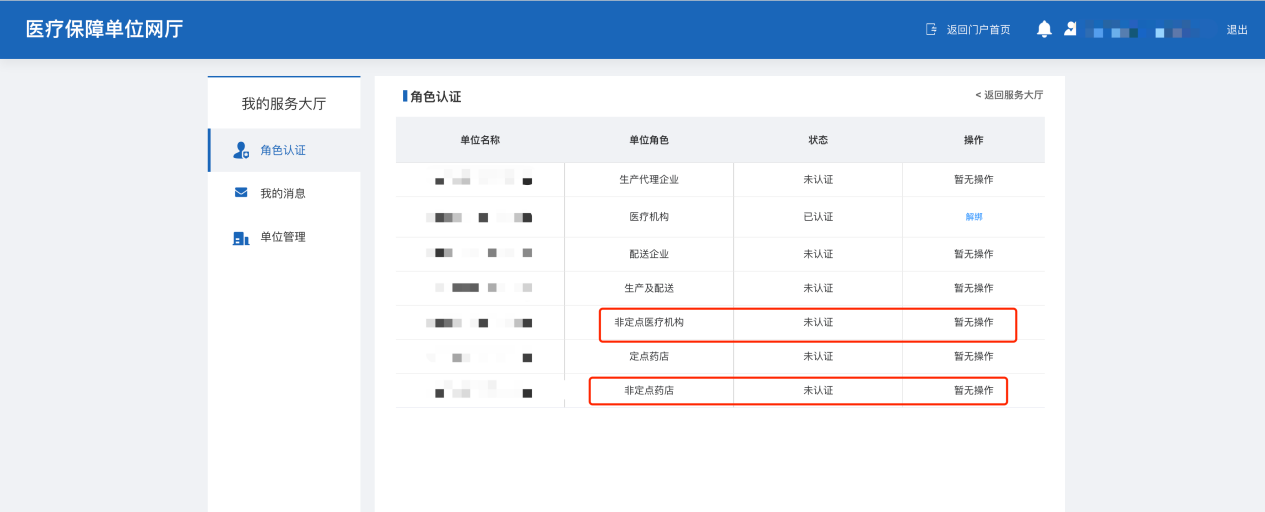 医疗保障单位网厅
返回门户首页
退出
我的服务大厅
角色认证
我的消息
单位管理
角色认证
< 返回服务大厅
单位名称 单位角色 状态 操作
生产代理企业 未认证 暂无操作
医疗机构 已认证 解绑
配送企业 未认证 暂无操作
生产及配送 未认证 暂无操作
非定点医疗机构 未认证 暂无操作
定点药店 未认证 暂无操作
非定点药店 未认证 暂无操作